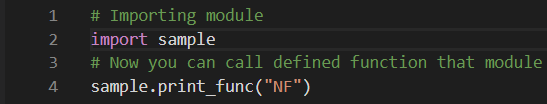 1 # Importing module
2 import sample
3 # Now you can call defined function that module
4 sample.print_func("NF")